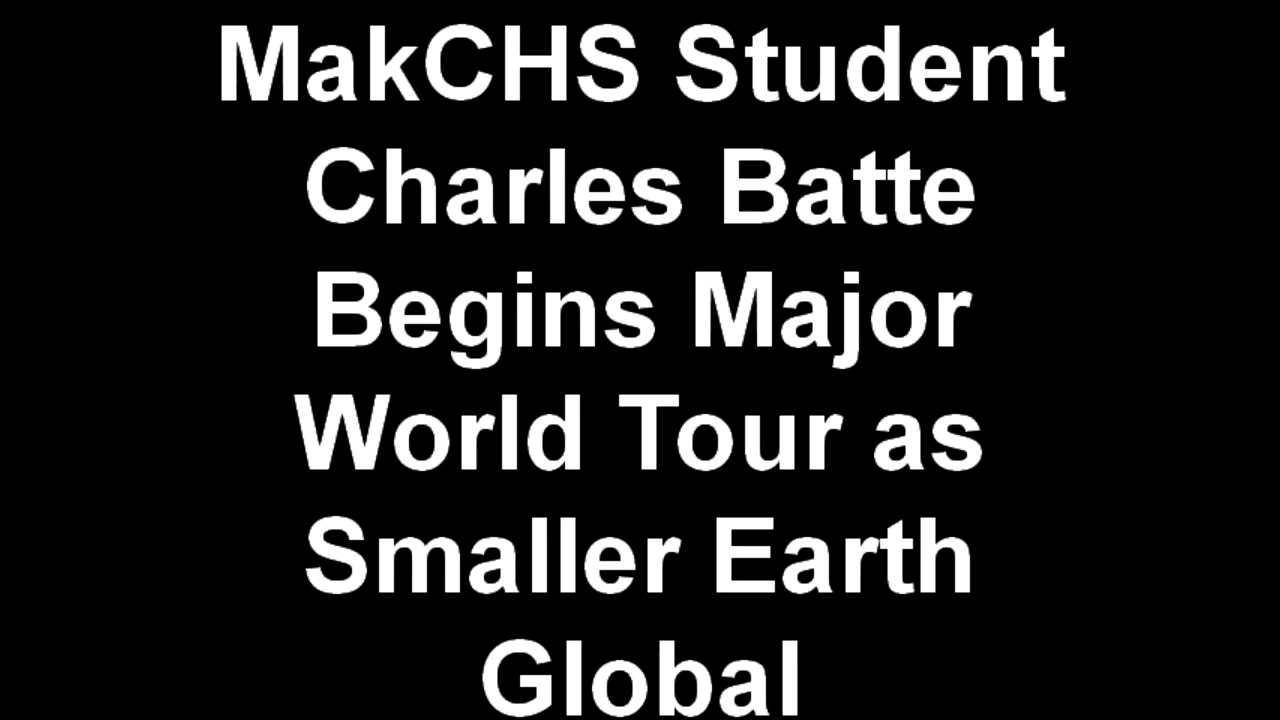 MakCHS Student
Charles Batte
Begins Major
World Tour as
Smaller Earth
Global